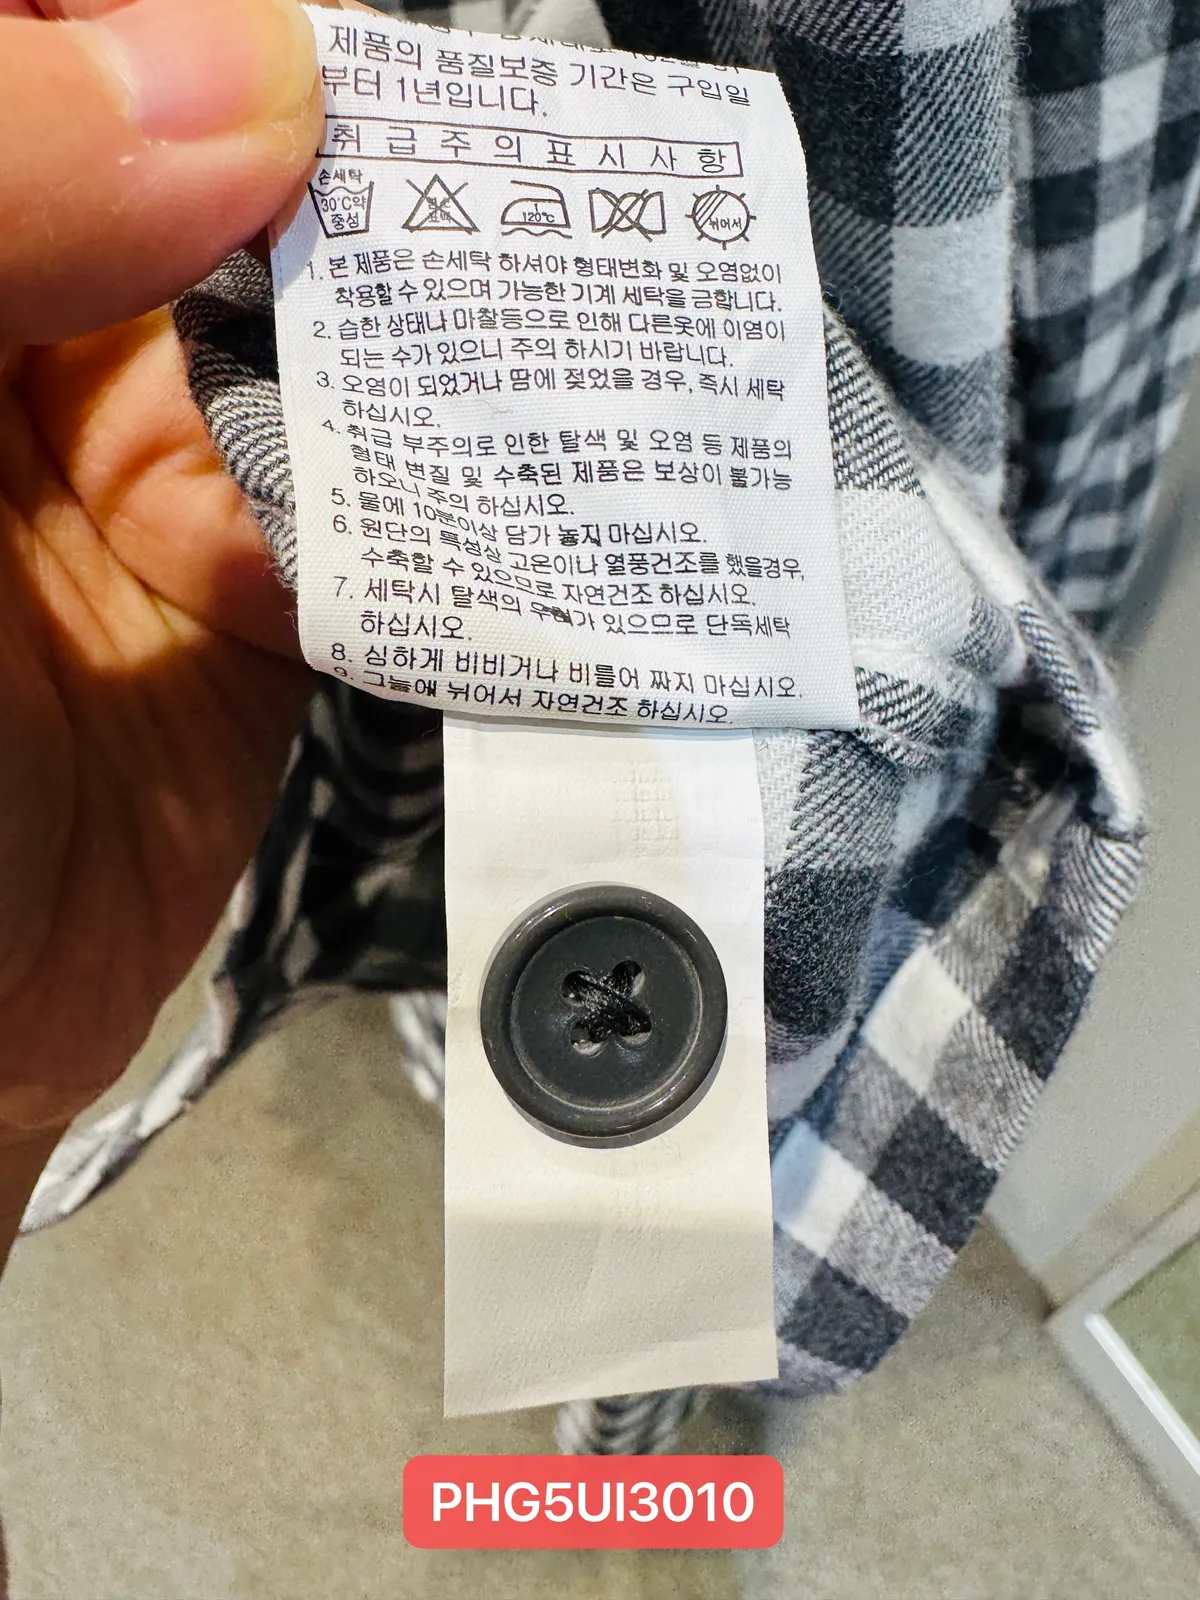 제품의 품질보증 기간은 구입일
부터 1년입니다.
취급주의표시사항
손세탁
30°C약
중성
120°C
뉘어서
1. 본 제품은 손세탁 하셔야 형태변화 및 오염없이
착용할 수 있으며 가능한 기계 세탁을 금합니다.
2. 습한 상태나 마찰등으로 인해 다른옷에 이염이
되는 수가 있으니 주의 하시기 바랍니다.
3. 오염이 되었거나 땀에 젖었을 경우, 즉시 세탁
하십시오.
4. 취급 부주의로 인한 탈색 및 오염 등 제품의
형태 변질 및 수축된 제품은 보상이 불가능
하오니 주의 하십시오.
5. 물에 10분이상 담가 놓지 마십시오.
6. 원단의 특성상 고온이나 열풍건조를 했을경우,
수축할 수 있으므로 자연건조 하십시오.
7. 세탁시 탈색의 우려가 있으므로 단독세탁
하십시오.
8. 심하게 비비거나 비틀어 짜지 마십시오.
9. 그늘에 뉘어서 자연건조 하십시오.
PHG5UI3010